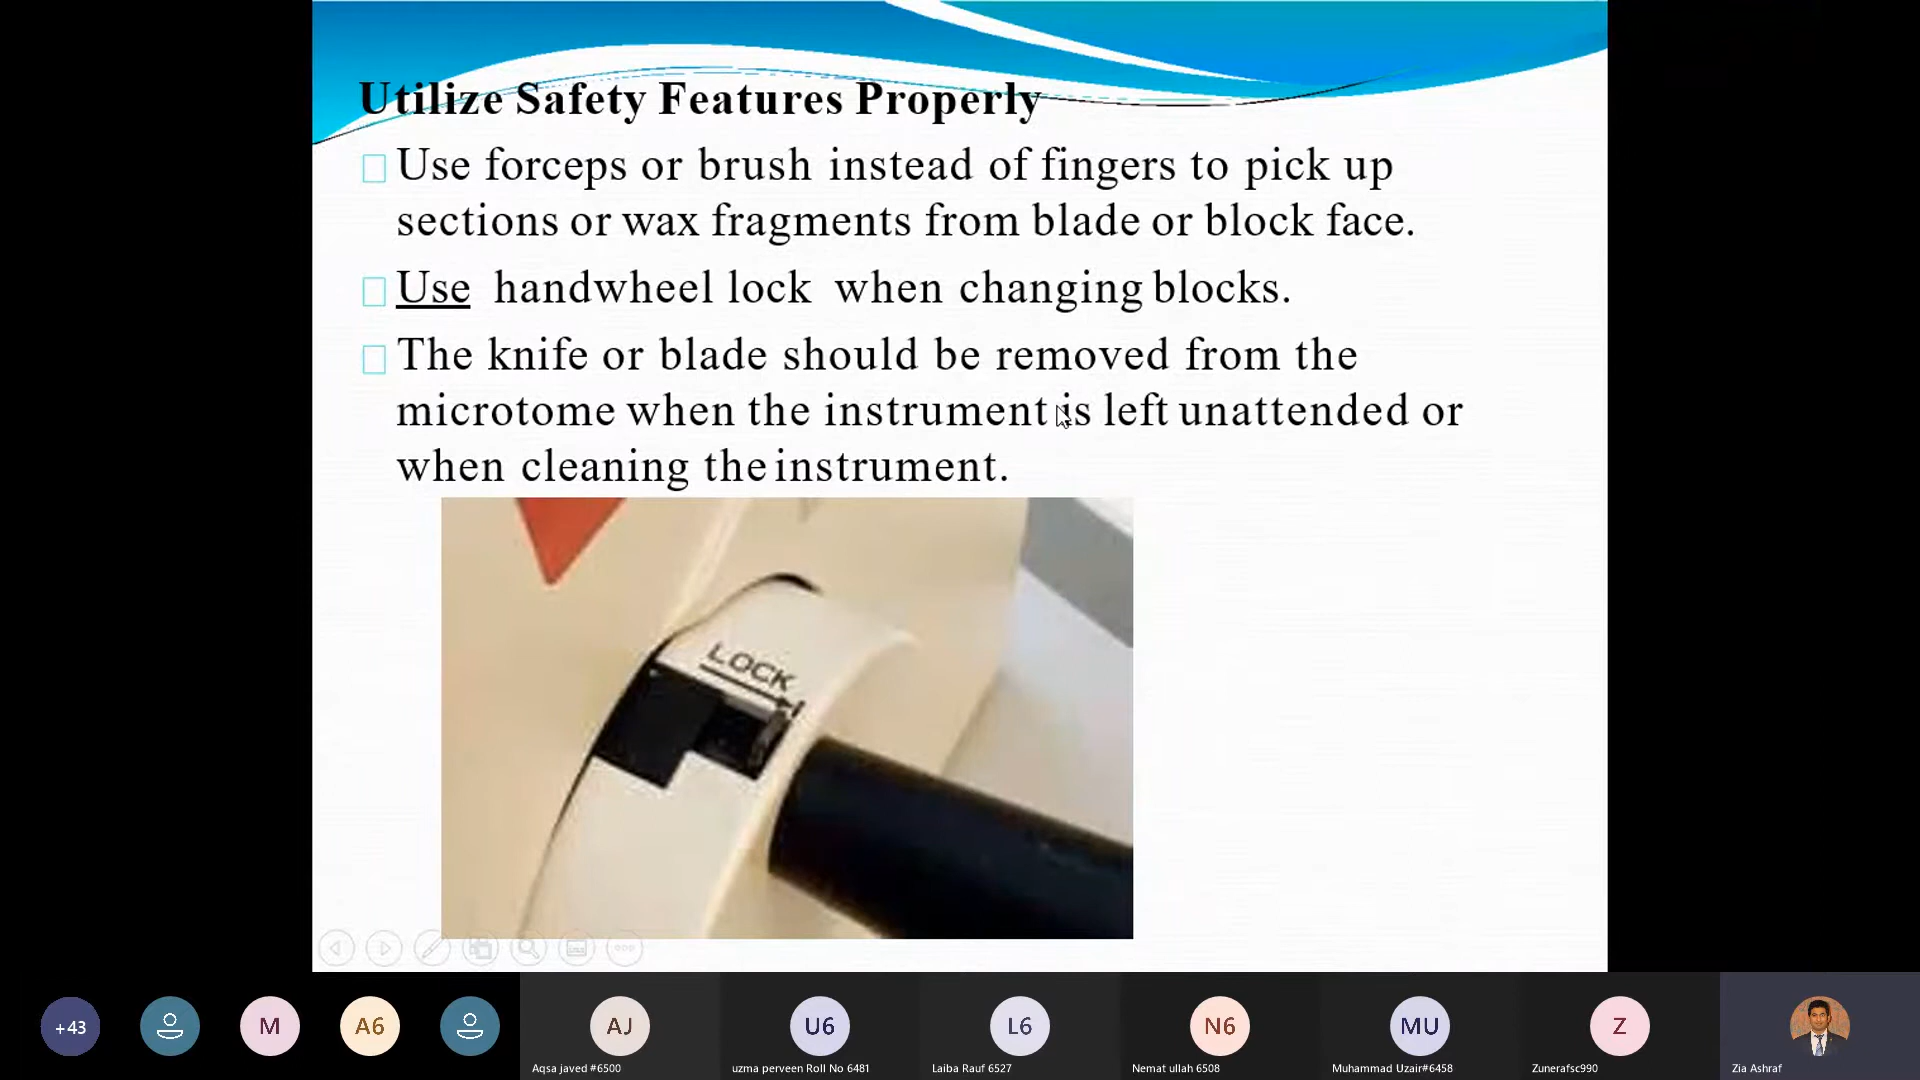 Utilize Safety Features Properly
Use forceps or brush instead of fingers to pick up
sections or wax fragments from blade or block face.
Use handwheel lock when changing blocks.
The knife or blade should be removed from the
microtome when the instrument is left unattended or
when cleaning the instrument.
LOCK
+43
M
A6
AJ
U6
L6
N6
MU
Z
Aqsa javed #6500
uzma perveen Roll No 6481
Laiba Rauf 6527
Nemat ullah 6508
Muhammad Uzair#6458
Zunerafsc990
Zia Ashraf